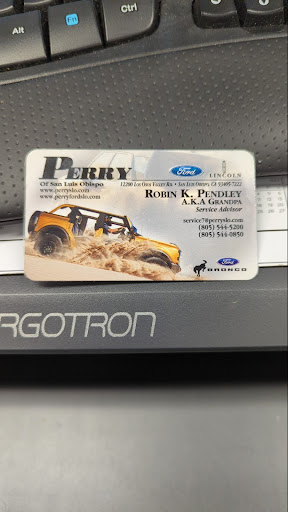 Alt
Fn
Ctrl
PERRY
Ford
LINCOLN
Of San Luis Obispo
12200 Los Osos Valley Rd. • San Luis Obispo, CA 93405-7222
www.perryslo.com
www.perryfordslo.com
ROBIN K. PENDLEY
A.K.A GRANDPA
Service Advisor
service7@perryslo.com
(805) 544-5200
(805) 544-0850
Ford
BRONCO
RGOTRON